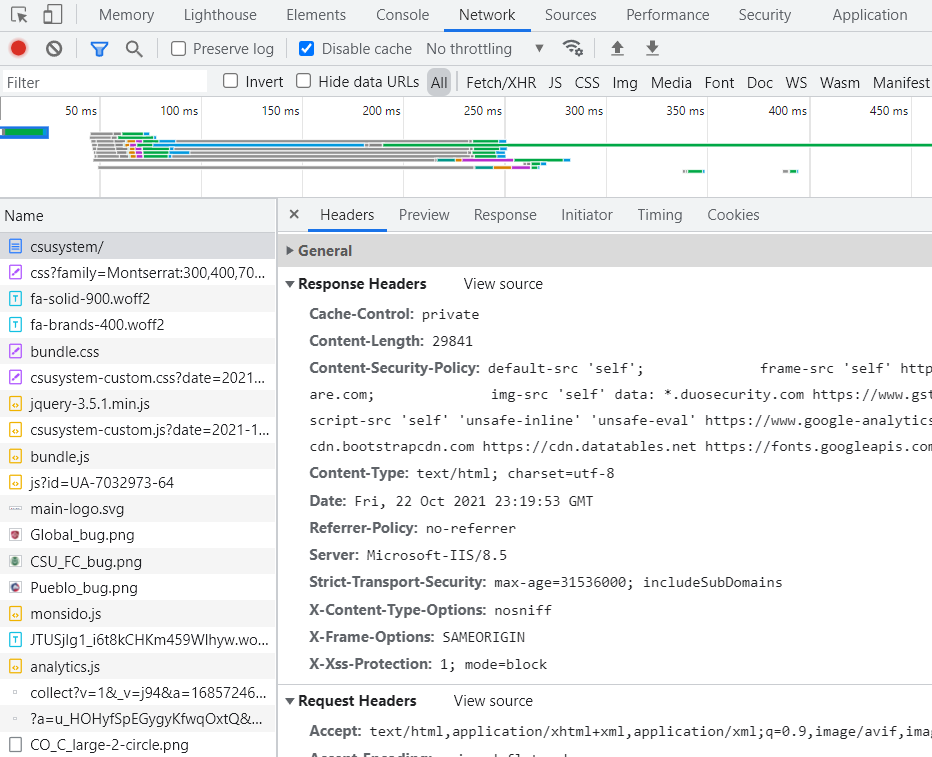 Memory Lighthouse Elements Console Network Sources Performance Security Application
Preserve log Disable cache No throttling
Filter Invert Hide data URLs All Fetch/XHR JS CSS Img Media Font Doc WS Wasm Manifest
50 ms 100 ms 150 ms 200 ms 250 ms 300 ms 350 ms 400 ms 450 ms
Name
csusystem/
css?family=Montserrat:300,400,70...
fa-solid-900.woff2
fa-brands-400.woff2
bundle.css
csusystem-custom.css?date=2021...
jquery-3.5.1.min.js
csusystem-custom.js?date=2021-1...
bundle.js
js?id=UA-7032973-64
main-logo.svg
Global_bug.png
CSU_FC_bug.png
Pueblo_bug.png
monsido.js
JTUSjIg1_i6t8kCHKm459WIhyw.wo...
analytics.js
collect?v=1&_v=j94&a=16857246...
?a=u_HOHyfSpEGygyKfwqOxtQ&...
CO_C_large-2-circle.png
Headers Preview Response Initiator Timing Cookies
General
Response Headers View source
Cache-Control: private
Content-Length: 29841
Content-Security-Policy: default-src 'self'; frame-src 'self' http
are.com; img-src 'self' data: *.duosecurity.com https://www.gst
script-src 'self' 'unsafe-inline' 'unsafe-eval' https://www.google-analytics
cdn.bootstrapcdn.com https://cdn.datatables.net https://fonts.googleapis.com
Content-Type: text/html; charset=utf-8
Date: Fri, 22 Oct 2021 23:19:53 GMT
Referrer-Policy: no-referrer
Server: Microsoft-IIS/8.5
Strict-Transport-Security: max-age=31536000; includeSubDomains
X-Content-Type-Options: nosniff
X-Frame-Options: SAMEORIGIN
X-Xss-Protection: 1; mode=block
Request Headers View source
Accept: text/html,application/xhtml+xml,application/xml;q=0.9,image/avif,imag